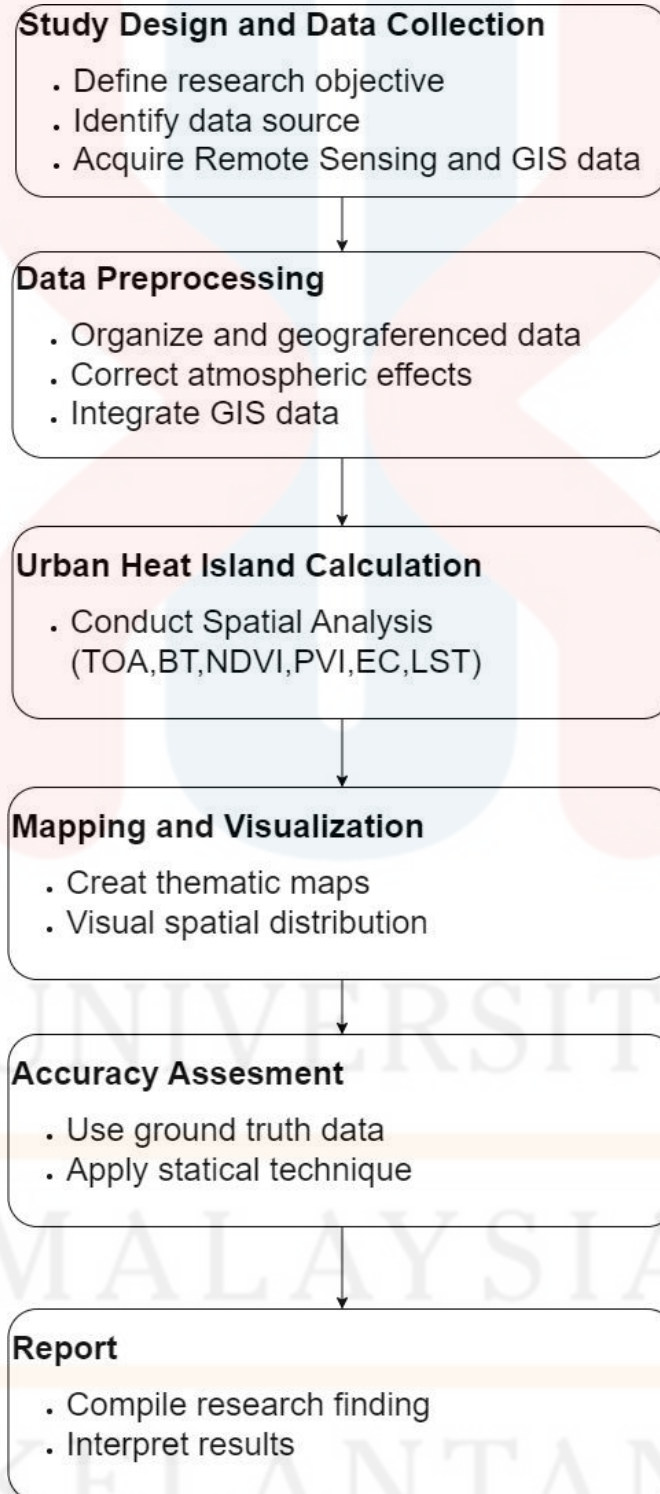 Study Design and Data Collection
• Define research objective
• Identify data source
• Acquire Remote Sensing and GIS data
Data Preprocessing
• Organize and geograferenced data
• Correct atmospheric effects
• Integrate GIS data
Urban Heat Island Calculation
• Conduct Spatial Analysis
(TOA,BT,NDVI,PVI,EC,LST)
Mapping and Visualization
• Creat thematic maps
• Visual spatial distribution
UNIVERSIT
Accuracy Assesment
• Use ground truth data
• Apply statical technique
MALAYSIA
Report
• Compile research finding
• Interpret results
KELANTAN